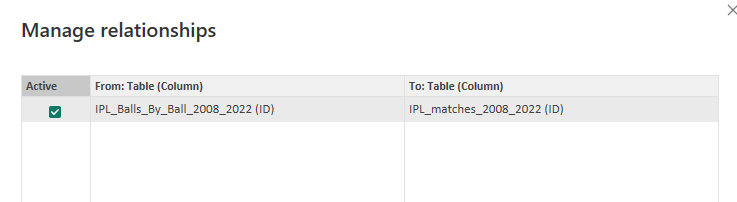 Manage relationships
Active From: Table (Column) To: Table (Column)
IPL_Balls_By_Ball_2008_2022 (ID) IPL_matches_2008_2022 (ID)